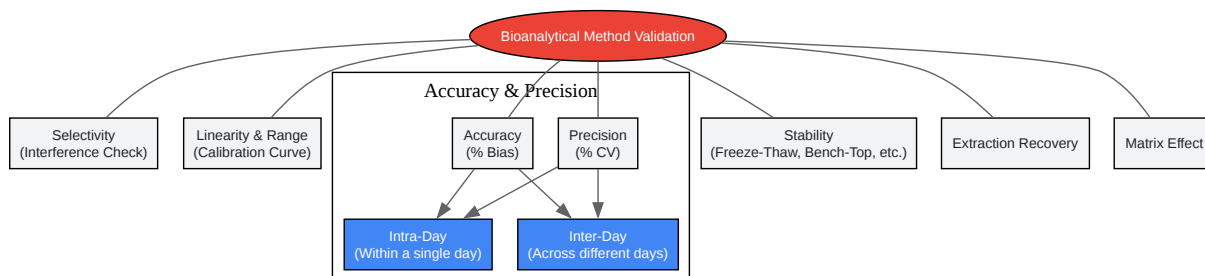 Bioanalytical Method Validation
Accuracy & Precision
Selectivity
(Interference Check)
Linearity & Range
(Calibration Curve)
Accuracy
(% Bias)
Precision
(% CV)
Stability
(Freeze-Thaw, Bench-Top, etc.)
Extraction Recovery
Matrix Effect
Intra-Day
(Within a single day)
Inter-Day
(Across different days)